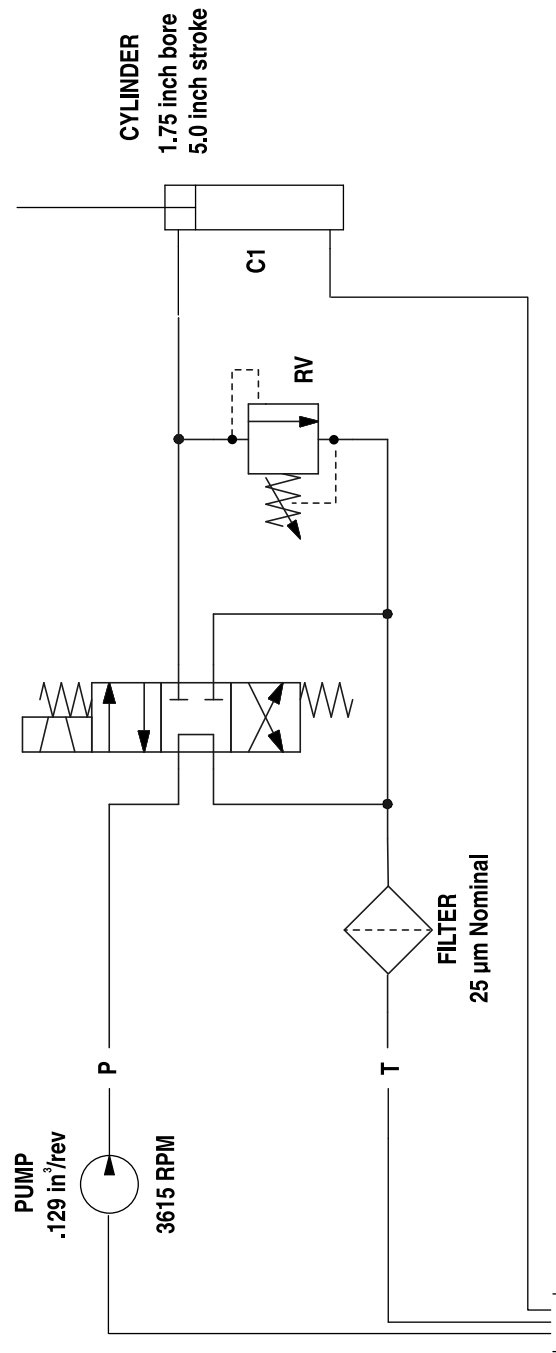 PUMP
.129 in³/rev
3615 RPM
P
T
FILTER
25 µm Nominal
RV
C1
CYLINDER
1.75 inch bore
5.0 inch stroke